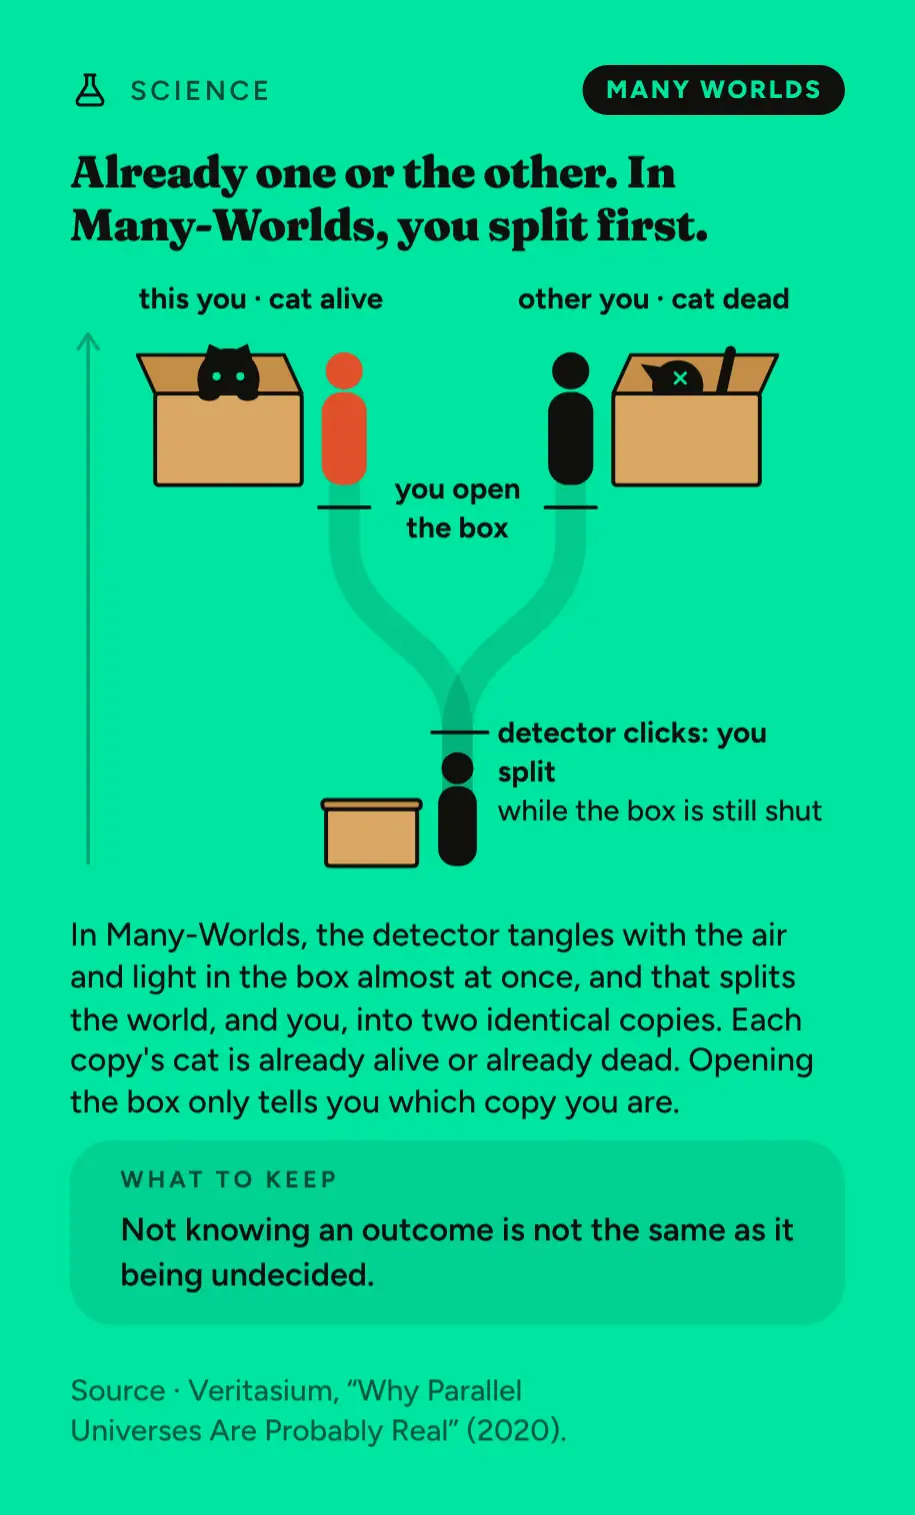 SCIENCE
MANY WORLDS
Already one or the other. In
Many-Worlds, you split first.
this you · cat alive
other you · cat dead
you open
the box
detector clicks: you
split
while the box is still shut
In Many-Worlds, the detector tangles with the air
and light in the box almost at once, and that splits
the world, and you, into two identical copies. Each
copy's cat is already alive or already dead. Opening
the box only tells you which copy you are.
WHAT TO KEEP
Not knowing an outcome is not the same as it
being undecided.
Source · Veritasium, “Why Parallel
Universes Are Probably Real” (2020).